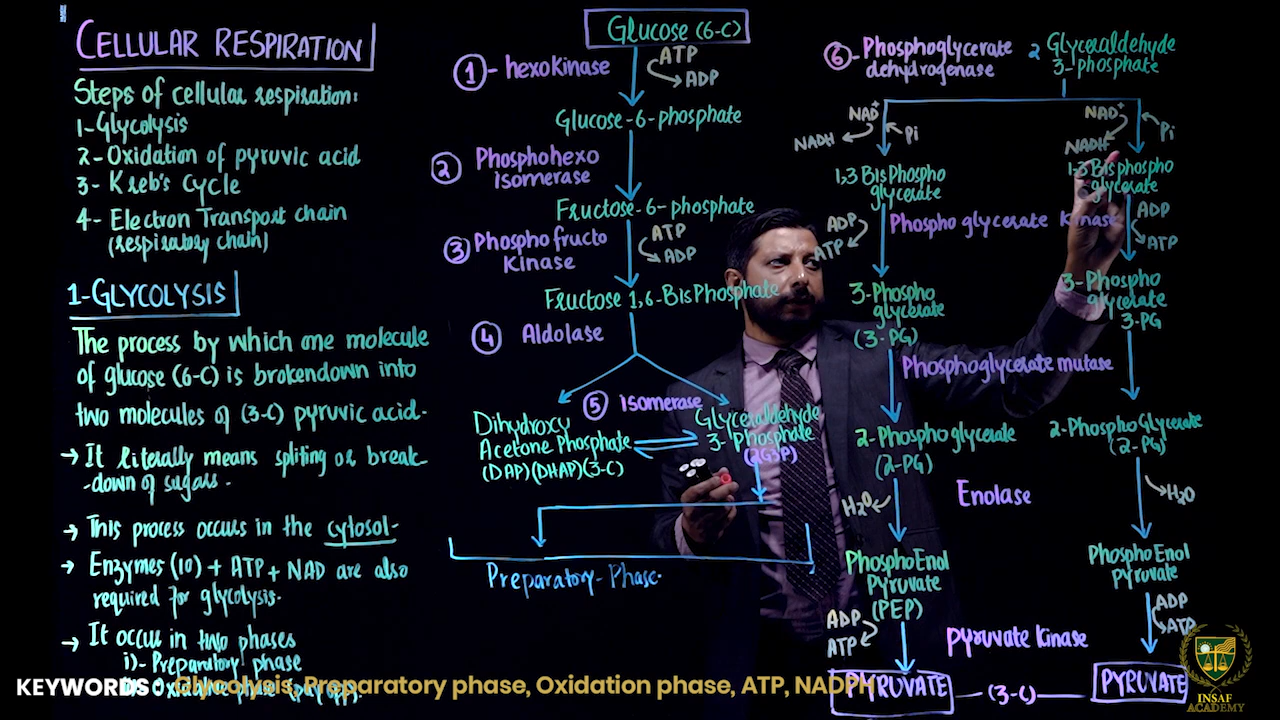 CELLULAR RESPIRATION
Steps of cellular respiration:
1-Glycolysis
2-Oxidation of pyruvic acid
3-Kreb's Cycle
4-Electron Transport chain
(respiratory chain)
1-GLYCOLYSIS
The process by which one molecule
of glucose (6-C) is brokendown into
two molecules of (3-C) pyruvic acid-
→ It literally means spliting or break
-down of sugars.
→ This process occurs in the cytosol-
→ Enzymes (10) + ATP + NAD are also
required for glycolysis.
→ It occur in two phases
i)- Preparatory phase
Glucose (6-C)
①- hexokinase
ATP
ADP
Glucose-6-phosphate
② Phosphohexo
isomerase
Fructose-6-phosphate
③ Phospho fructo
Kinase
ATP
ADP
Fructose 1,6-BisPhosphate
④ Aldolase
⑤ isomerase
Dihydroxy
Acetone Phosphate
(DAP)(DHAP)(3-C)
Glyceraldehyde
3-Phosphate
(2G3P)
Preparatory-Phase-
⑥-Phosphoglycerate
dehydrogenase
2 Glyceraldehyde
3-phosphate
NAD+
NADH
Pi
NAD+
NADH
Pi
1,3 BisPhospho
glycerate
1-3 Bisphospho
glycerate
ADP
ATP
Phospho glycerate Kinase
ADP
ATP
3-Phospho
glycerate
(3-PG)
3-Phospho
glycerate
3-PG
Phosphoglycerate mutase
2-Phosphoglycerate
(2-PG)
2-PhosphoGlycerate
(2-PG)
H2O
Enolase
H2O
PhosphoEnol
Pyruvate
(PEP)
PhosphoEnol
Pyruvate
ADP
ATP
pyruvate Kinase
ADP
ATP
PYRUVATE
(3-C)
PYRUVATE
KEYWORDS : Glycolysis, Preparatory phase, Oxidation phase, ATP, NADPH
INSAF
ACADEMY